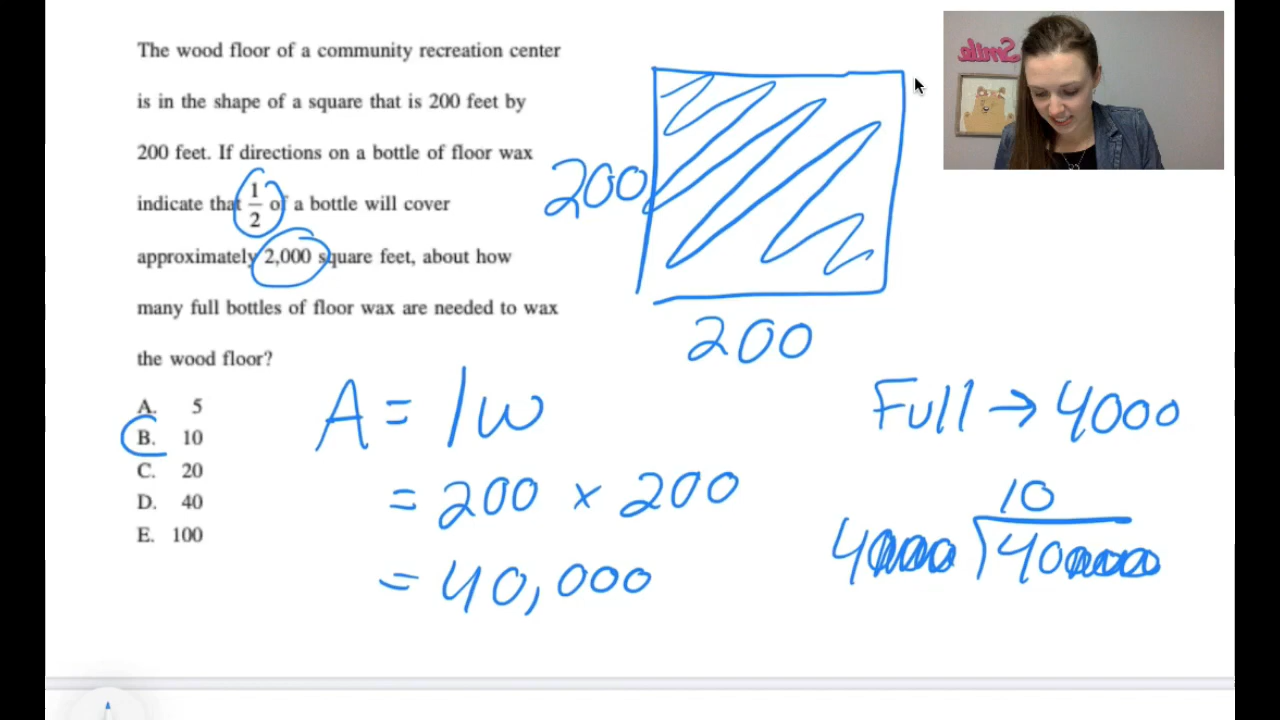 The wood floor of a community recreation center
is in the shape of a square that is 200 feet by
200 feet. If directions on a bottle of floor wax
indicate that 1/2 of a bottle will cover
approximately 2,000 square feet, about how
many full bottles of floor wax are needed to wax
the wood floor?
A. 5
B. 10
C. 20
D. 40
E. 100
200
200
A = lw
= 200 x 200
= 40,000
Full → 4000
10
4000 40000
Smile